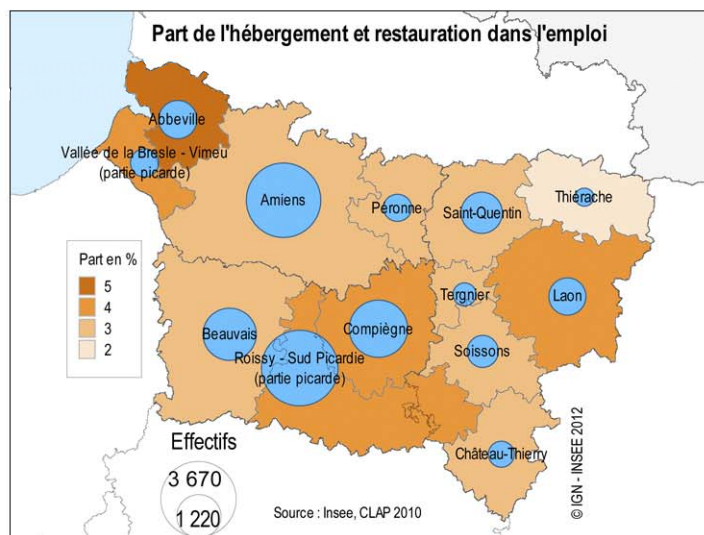 Part de l'hébergement et restauration dans l'emploi
Abbeville
Vallée de la Bresle - Vimeu
(partie picarde)
Amiens
Péronne
Saint-Quentin
Thiérache
Part en %
5
4
3
2
Tergnier
Laon
Beauvais
Compiègne
Roissy - Sud Picardie
(partie picarde)
Soissons
Château-Thierry
Effectifs
3 670
1 220
Source : Insee, CLAP 2010
© IGN - INSEE 2012